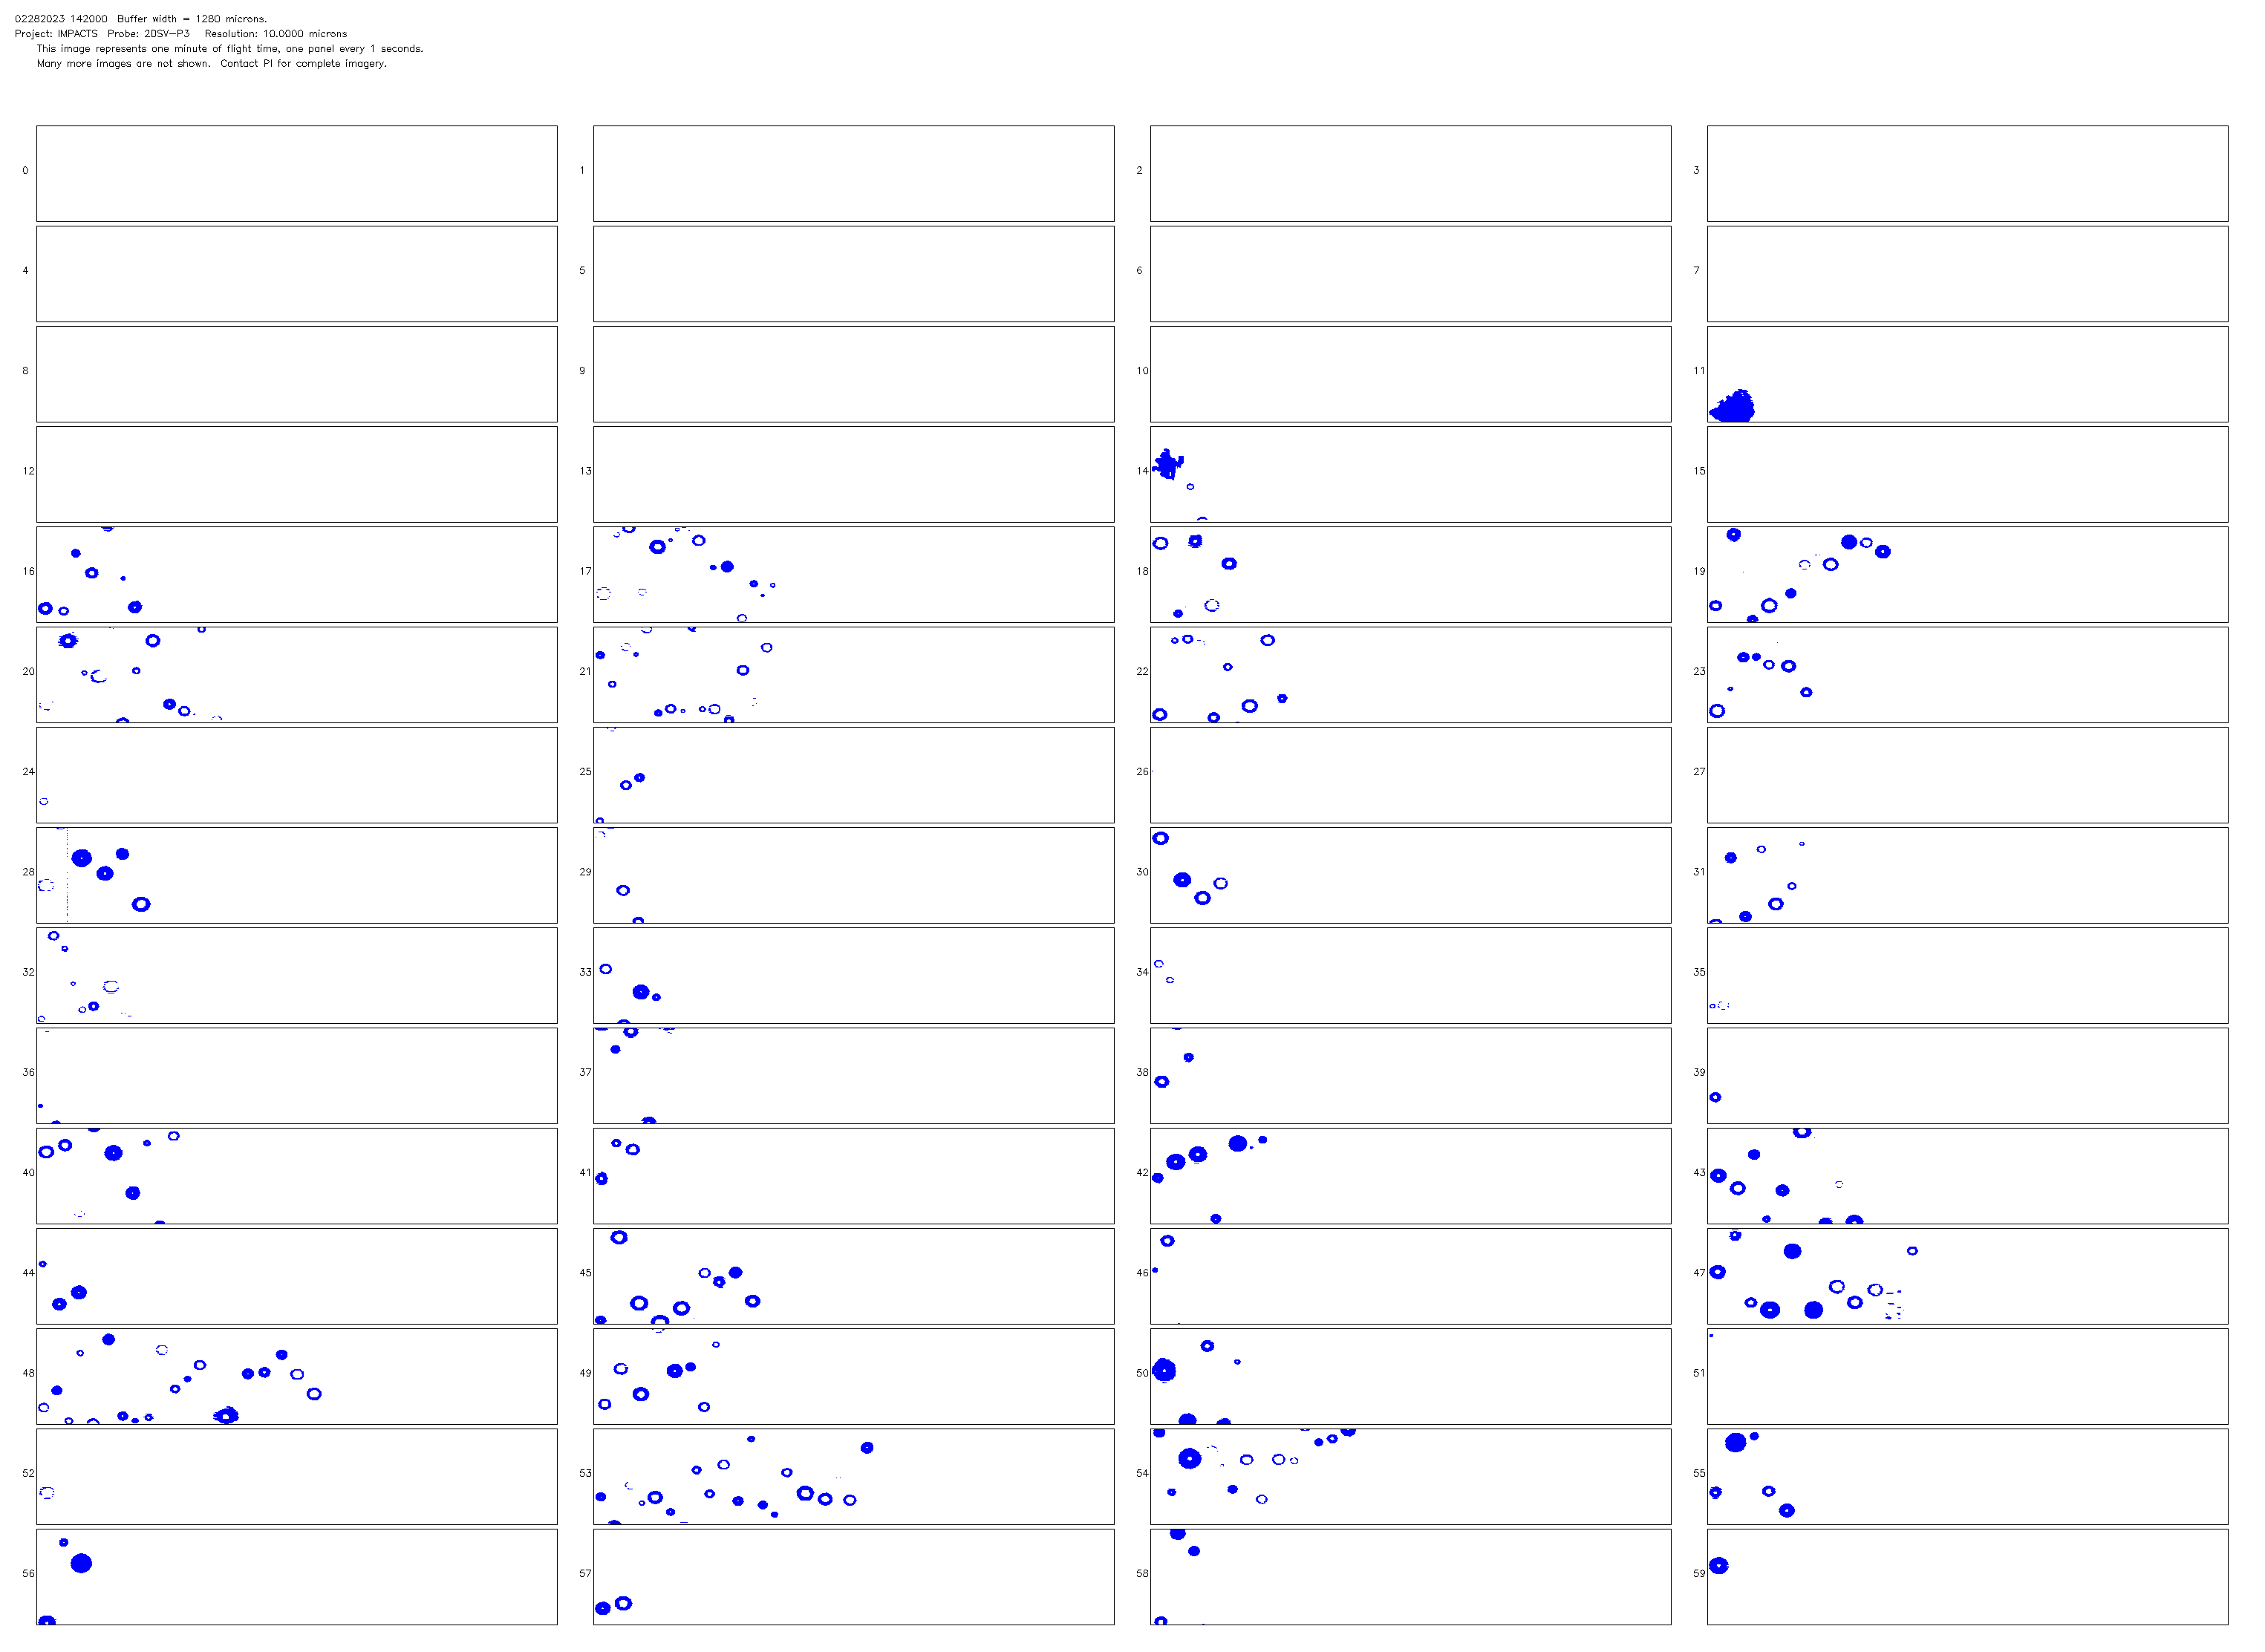 02282023 142000 Buffer width = 1280 microns.
Project: IMPACTS Probe: 2DSV-P3 Resolution: 10.0000 microns
This image represents one minute of flight time, one panel every 1 seconds.
Many more images are not shown. Contact PI for complete imagery.
0 1 2 3
4 5 6 7
8 9 10 11
12 13 14 15
16 17 18 19
20 21 22 23
24 25 26 27
28 29 30 31
32 33 34 35
36 37 38 39
40 41 42 43
44 45 46 47
48 49 50 51
52 53 54 55
56 57 58 59